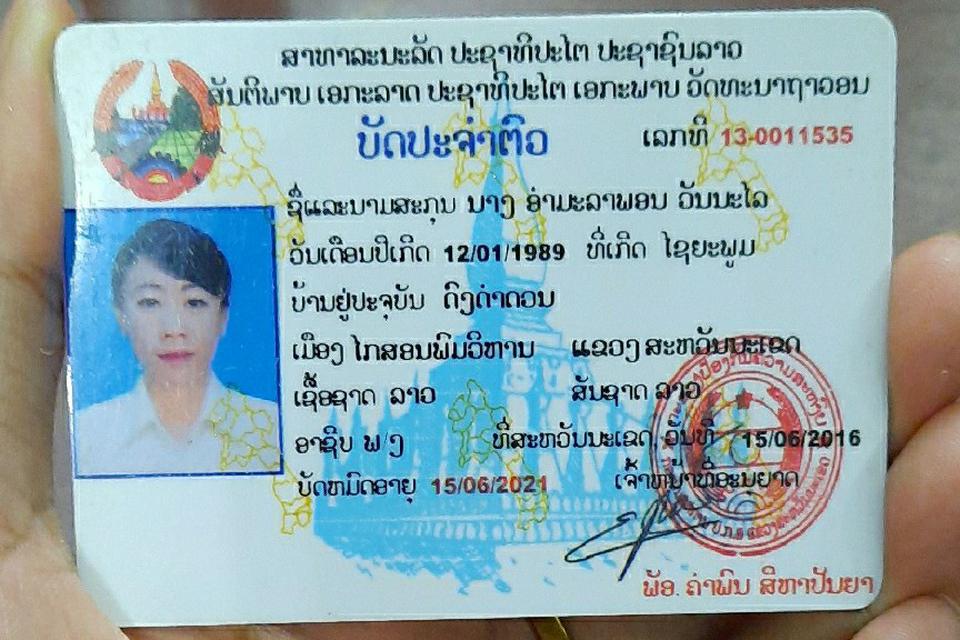 ສາທາລະນະລັດ ປະຊາທິປະໄຕ ປະຊາຊົນລາວ
ສັນຕິພາບ ເອກະລາດ ປະຊາທິປະໄຕ ເອກະພາບ ວັດທະນາຖາວອນ
ບັດປະຈຳຕົວ ເລກທີ 13-0011535
ຊື່ແລະນາມສະກຸນ ນາງ ອຳມະລາພອນ ວັນນະໄລ
ວັນເດືອນປີເກີດ 12/01/1989 ທີ່ເກີດ ໄຊຍະພູມ
ບ້ານຢູ່ປະຈຸບັນ ດົງດຳດວນ
ເມືອງ ໄກສອນພົມວິຫານ ແຂວງ ສະຫວັນນະເຂດ
ເຊື້ອຊາດ ລາວ ສັນຊາດ ລາວ
ອາຊີບ ພ/ງ ທີ່ສະຫວັນນະເຂດ, ວັນທີ 15/06/2016
ບັດຫມົດອາຍຸ 15/06/2021 ເຈົ້າຫນ້າທີ່ອະນຸຍາດ
ພັອ. ຄຳພົນ ສີຫາປັນຍາ